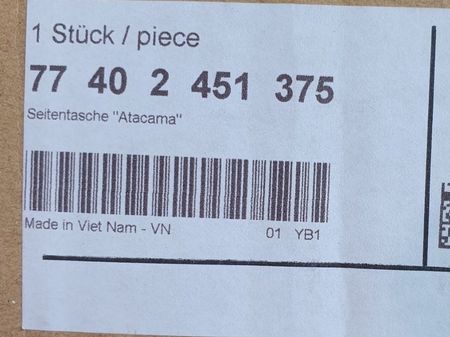 1 Stück / piece
77 40 2 451 375
Seitentasche "Atacama"
Made in Viet Nam - VN 01 YB1